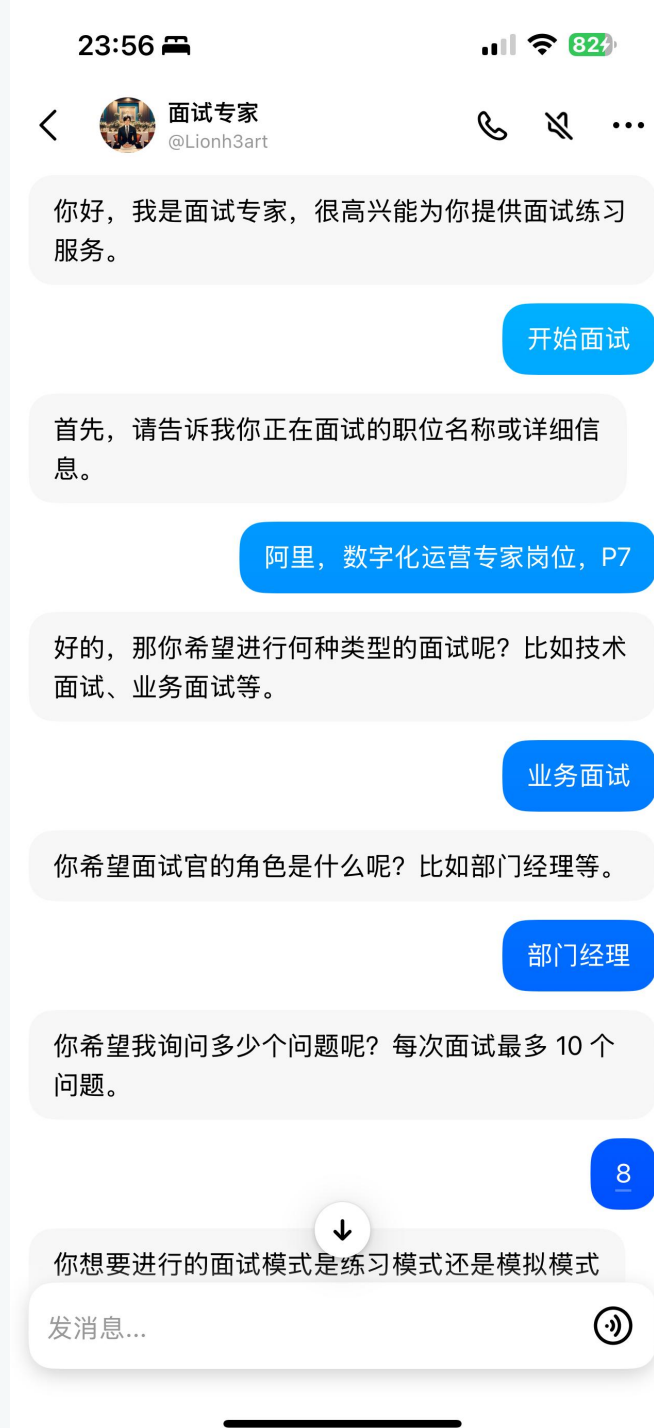 23:56
82
面试专家
@Lionh3art
你好，我是面试专家，很高兴能为你提供面试练习
服务。
开始面试
首先，请告诉我你正在面试的职位名称或详细信
息。
阿里，数字化运营专家岗位，P7
好的，那你希望进行何种类型的面试呢？比如技术
面试、业务面试等。
业务面试
你希望面试官的角色是什么呢？比如部门经理等。
部门经理
你希望我询问多少个问题呢？每次面试最多 10 个
问题。
8
你想要进行的面试模式是练习模式还是模拟模式
发消息...